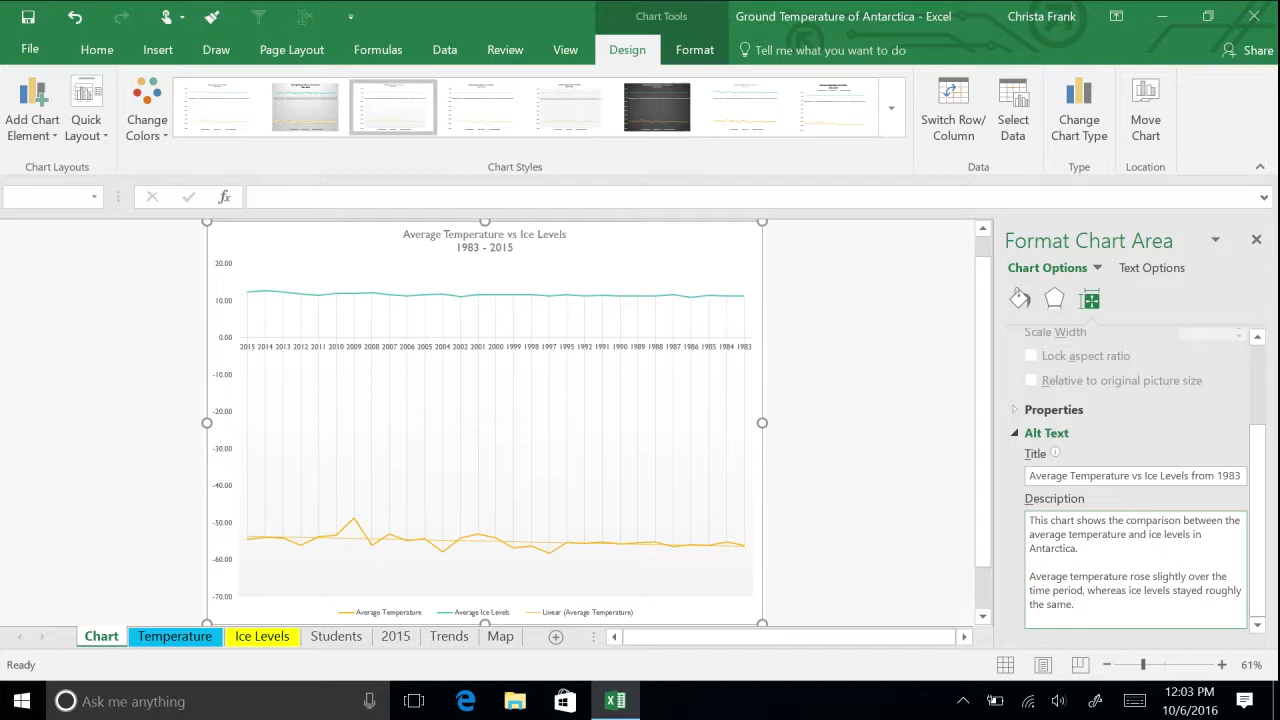 Chart Tools
Ground Temperature of Antarctica - Excel
Christa Frank
File
Home
Insert
Draw
Page Layout
Formulas
Data
Review
View
Design
Format
Tell me what you want to do
Share
Add Chart
Element
Quick
Layout
Change
Colors
Switch Row/
Column
Select
Data
Change
Chart Type
Move
Chart
Chart Layouts
Chart Styles
Data
Type
Location
fx
Average Temperature vs Ice Levels
1983 - 2015
20.00
10.00
0.00
2015 2014 2013 2012 2011 2010 2009 2008 2007 2006 2005 2004 2002 2001 2000 1999 1998 1997 1995 1992 1991 1990 1989 1988 1987 1986 1985 1984 1983
-10.00
-20.00
-30.00
-40.00
-50.00
-60.00
-70.00
Average Temperature
Average Ice Levels
Linear (Average Temperature)
Format Chart Area
Chart Options
Text Options
Scale Width
Lock aspect ratio
Relative to original picture size
Properties
Alt Text
Title
Average Temperature vs Ice Levels from 1983
Description
This chart shows the comparison between the
average temperature and ice levels in
Antarctica.
Average temperature rose slightly over the
time period, whereas ice levels stayed roughly
the same.
Chart
Temperature
Ice Levels
Students
2015
Trends
Map
Ready
61%
Ask me anything
12:03 PM
10/6/2016